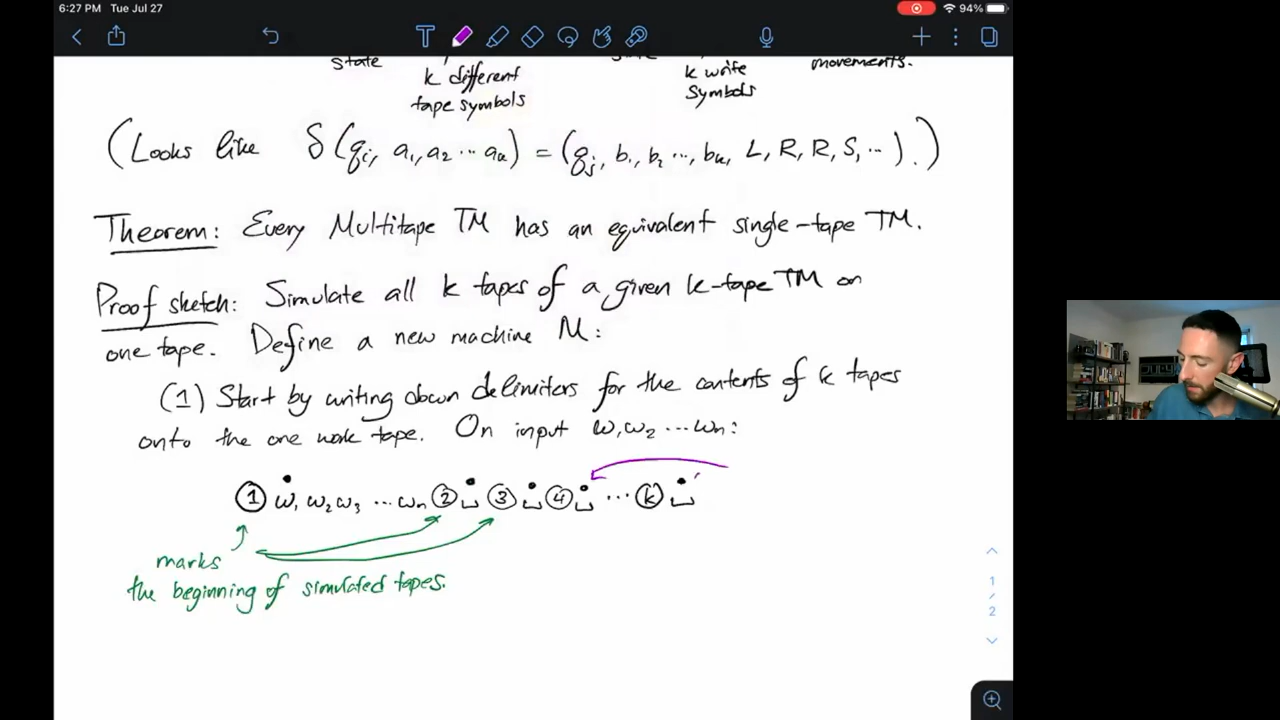 6:27 PM Tue Jul 27
94%
T
state
k different
tape symbols
k write
Symbols
movements.
(Looks like δ(qi, a1, a2 ... ak) = (qj, b1, b2 ..., bk, L, R, R, S, ...).)
Theorem: Every Multitape TM has an equivalent single-tape TM.
Proof sketch: Simulate all k tapes of a given k-tape TM on
one tape. Define a new machine M:
(1) Start by writing down delimiters for the contents of k tapes
onto the one work tape. On input w1w2 ... wn:
① ẇ1 w2 w3 ... wn ② ␣̇ ③ ␣̇ ④ ␣̇ ... ⓚ ␣̇
marks
the beginning of simulated tapes.
1
/
2